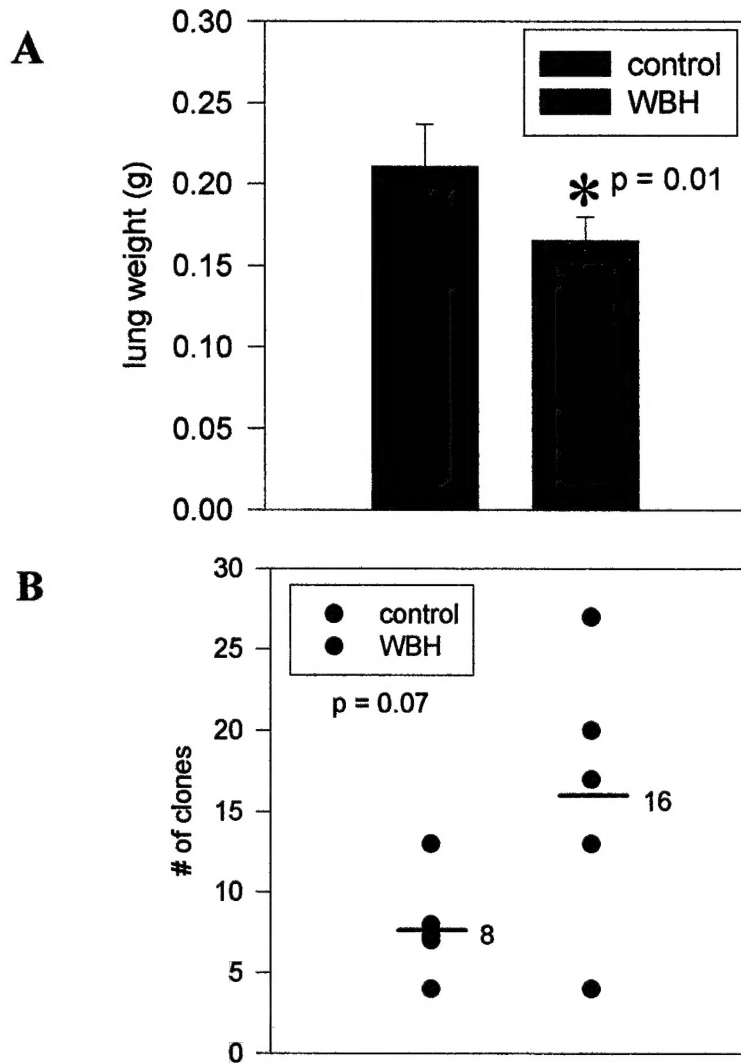 A
0.30
0.25
0.20
0.15
0.10
0.05
0.00
lung weight (g)
control
WBH
* p = 0.01
B
30
25
20
15
10
5
0
# of clones
control
WBH
p = 0.07
8
16